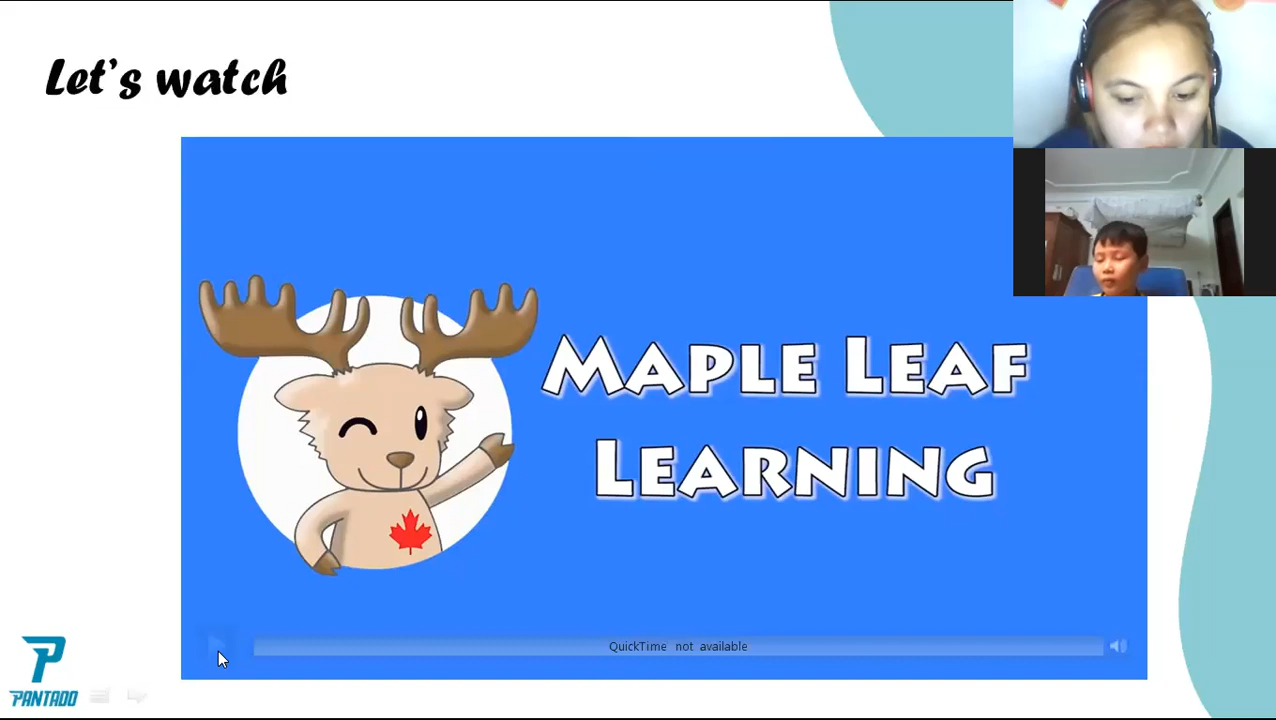 Let's watch
MAPLE LEAF
LEARNING
QuickTime not available
PANTADO